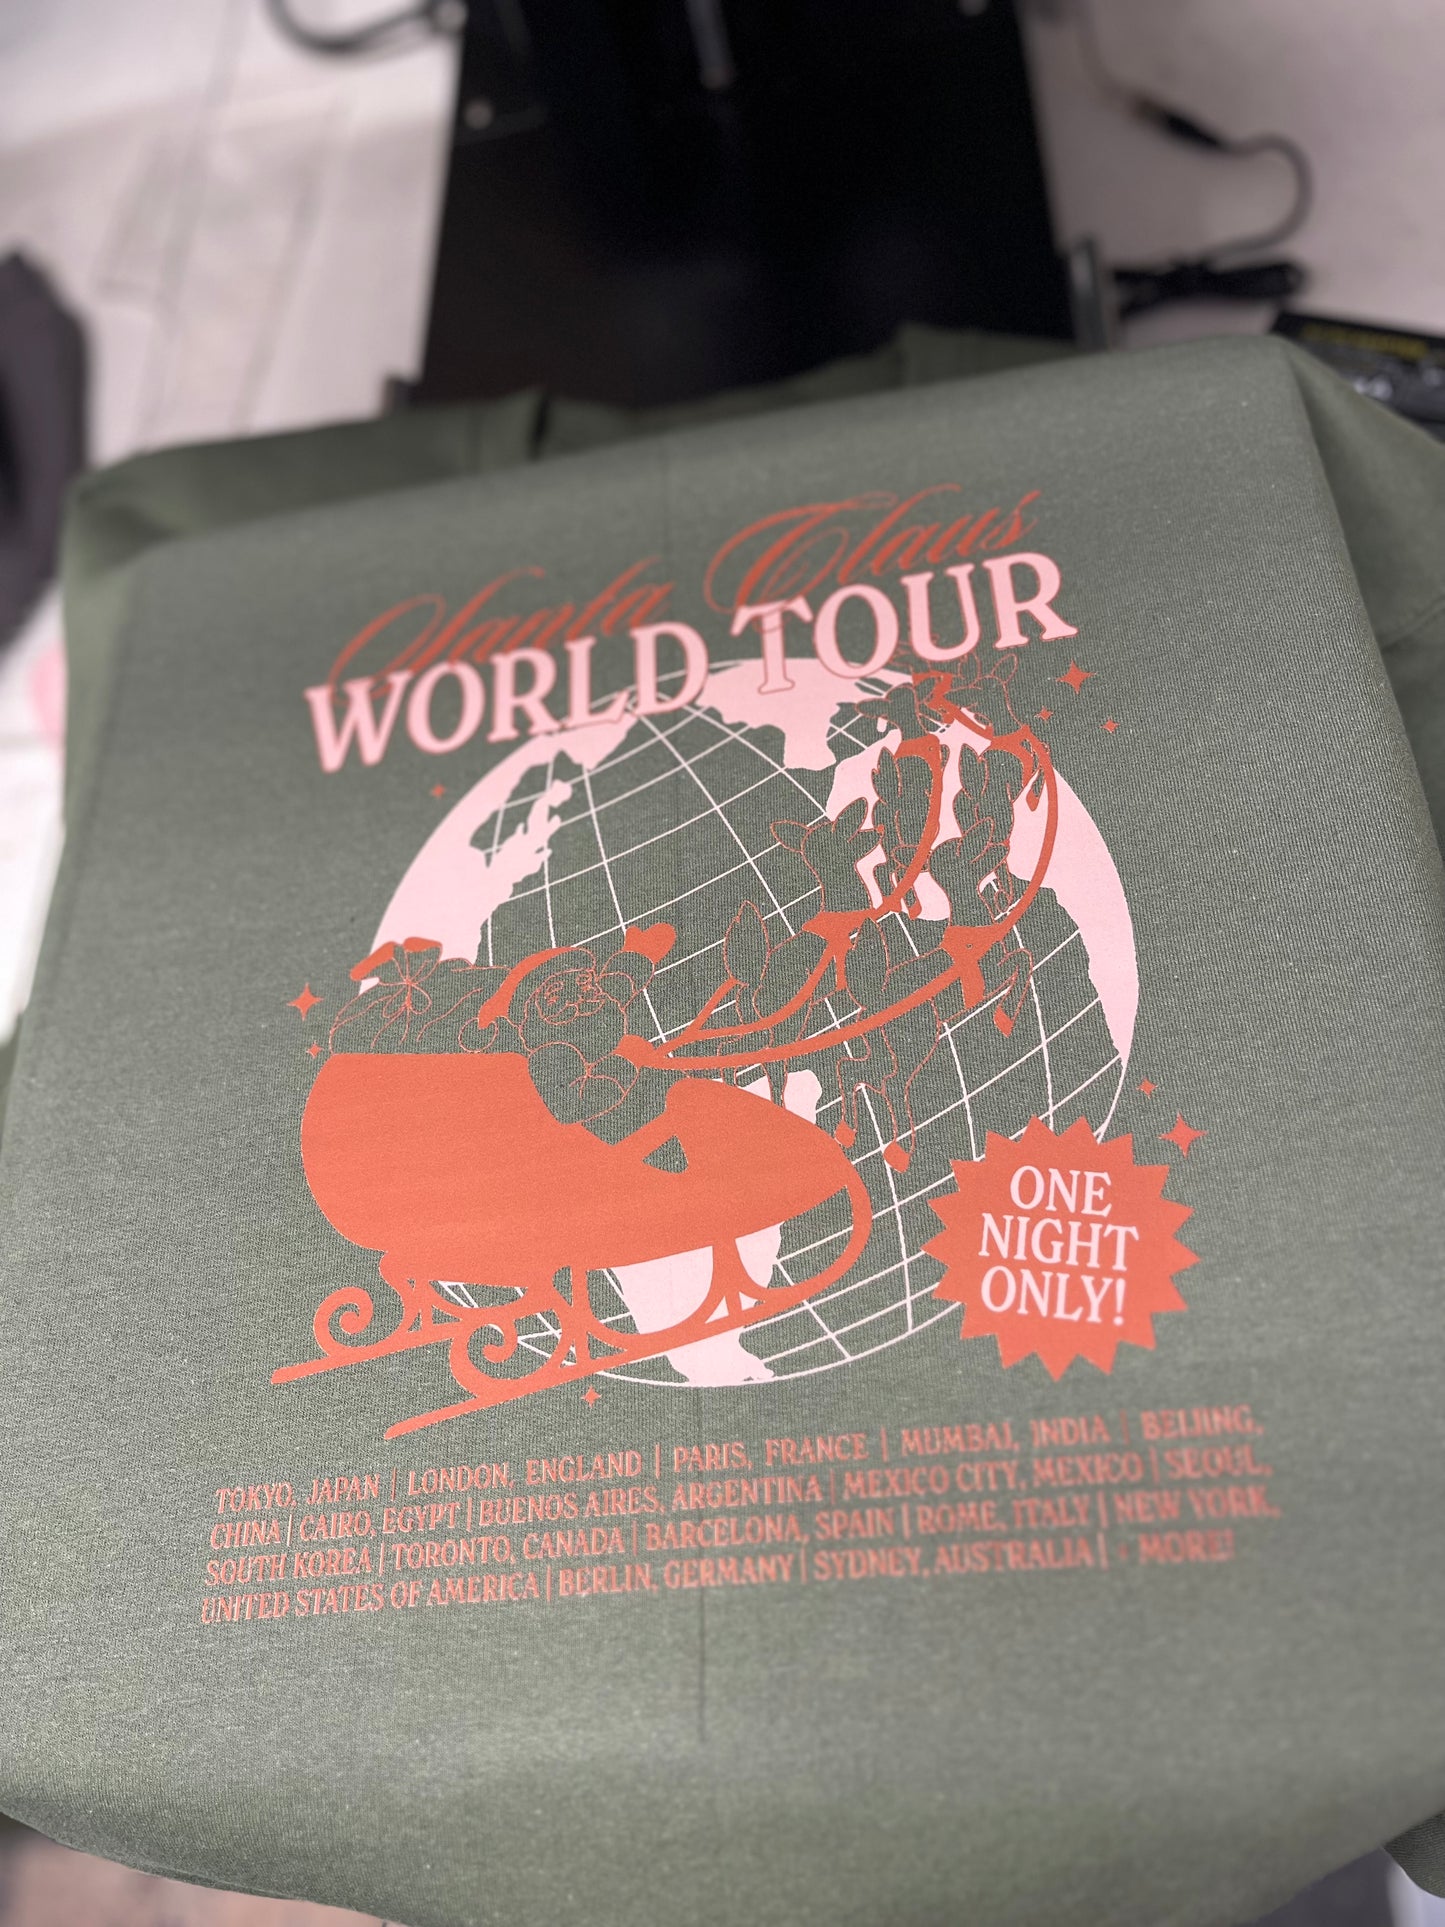 Santa Claus
WORLD TOUR
ONE
NIGHT
ONLY!
TOKYO, JAPAN | LONDON, ENGLAND | PARIS, FRANCE | MUMBAI, INDIA | BEIJING,
CHINA | CAIRO, EGYPT | BUENOS AIRES, ARGENTINA | MEXICO CITY, MEXICO | SEOUL,
SOUTH KOREA | TORONTO, CANADA | BARCELONA, SPAIN | ROME, ITALY | NEW YORK,
UNITED STATES OF AMERICA | BERLIN, GERMANY | SYDNEY, AUSTRALIA | + MORE!